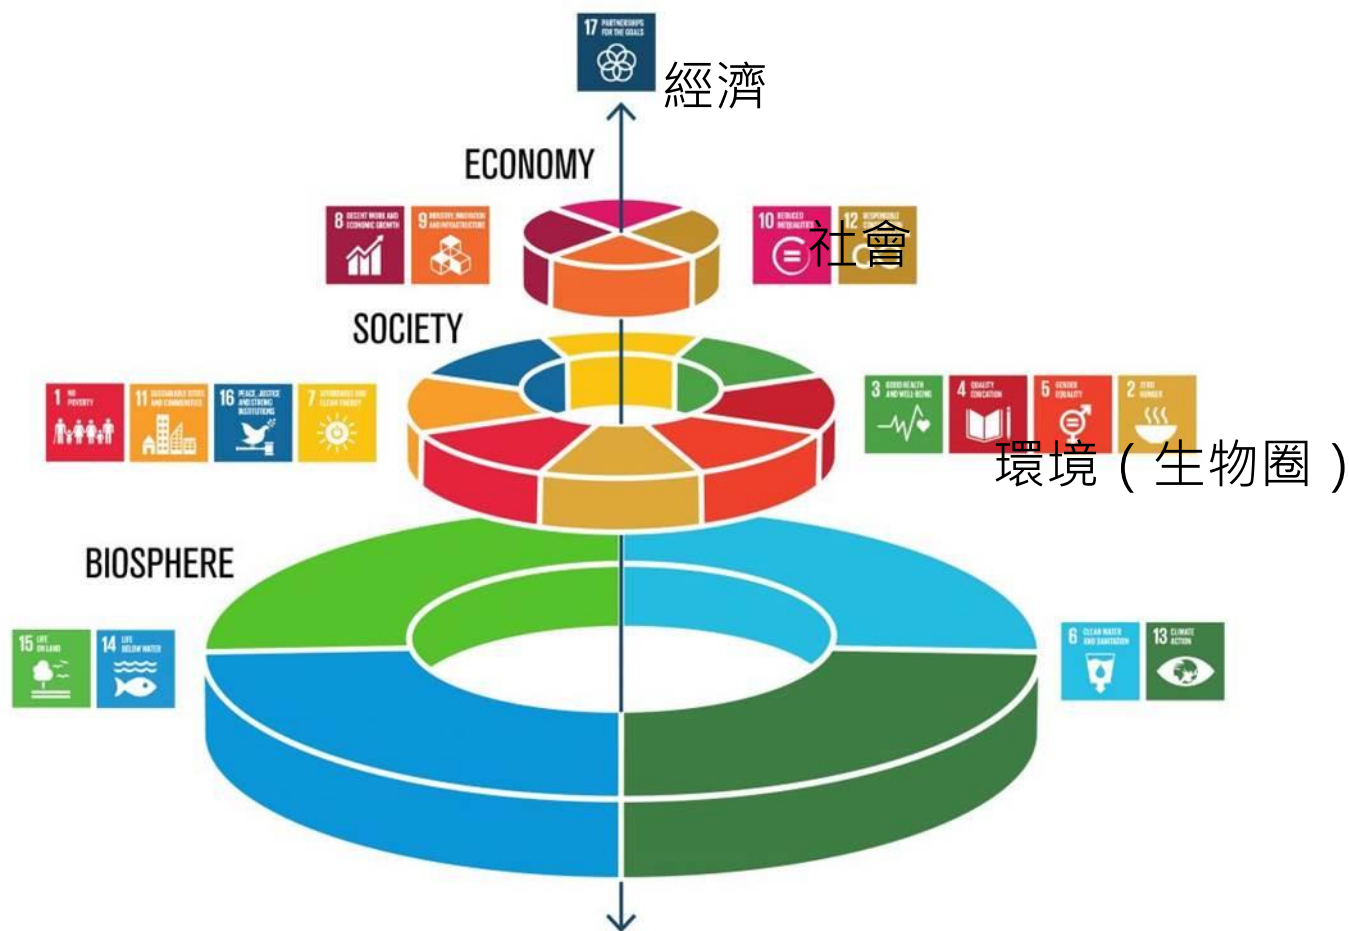 17 PARTNERSHIPS
FOR THE GOALS
經濟
ECONOMY
8 DECENT WORK AND
ECONOMIC GROWTH
9 INDUSTRY, INNOVATION
AND INFRASTRUCTURE
10 REDUCED
INEQUALITIES
12 RESPONSIBLE
社會
SOCIETY
1 NO
POVERTY
11 SUSTAINABLE CITIES
AND COMMUNITIES
16 PEACE, JUSTICE
AND STRONG
INSTITUTIONS
7 AFFORDABLE AND
CLEAN ENERGY
3 GOOD HEALTH
AND WELL-BEING
4 QUALITY
EDUCATION
5 GENDER
EQUALITY
2 ZERO
HUNGER
環境（生物圈）
BIOSPHERE
15 LIFE
ON LAND
14 LIFE
BELOW WATER
6 CLEAN WATER
AND SANITATION
13 CLIMATE
ACTION